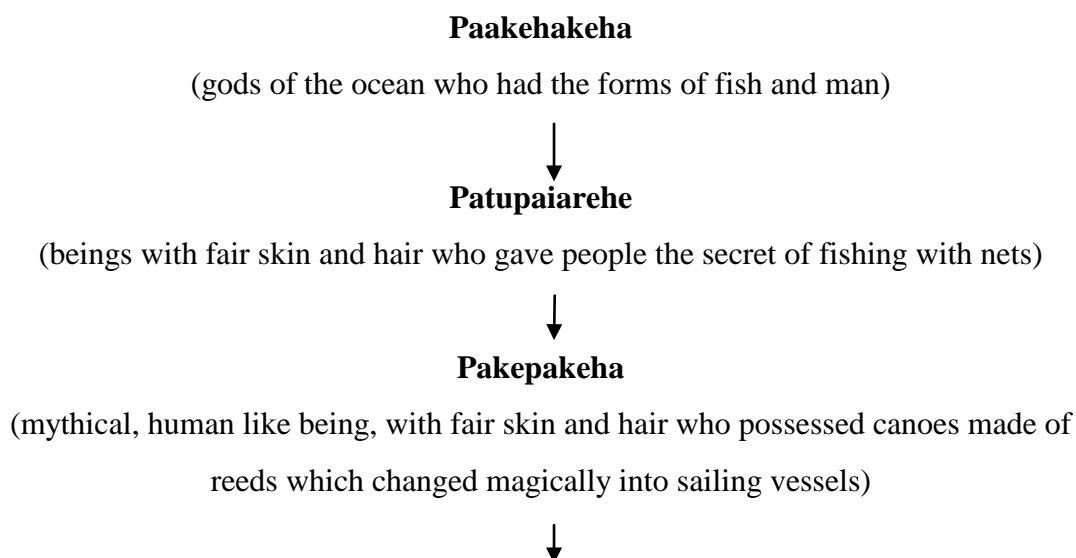 Paakehakeha
(gods of the ocean who had the forms of fish and man)
Patupaiarehe
(beings with fair skin and hair who gave people the secret of fishing with nets)
Pakepakeha
(mythical, human like being, with fair skin and hair who possessed canoes made of
reeds which changed magically into sailing vessels)